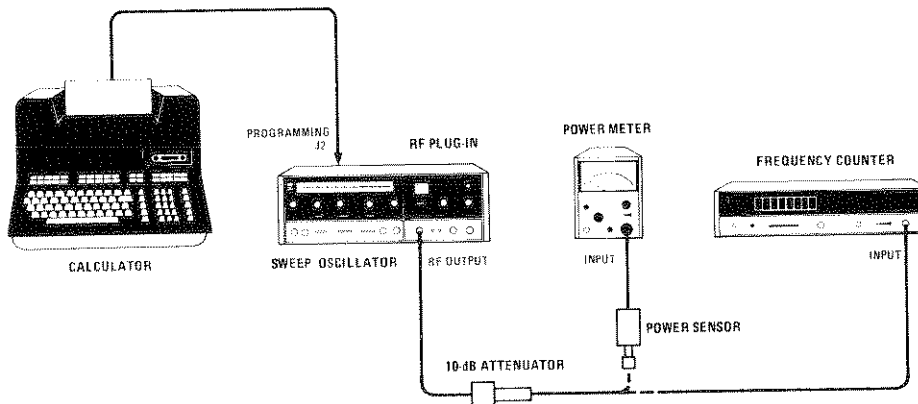 PROGRAMMING
J2
RF PLUG-IN
POWER METER
FREQUENCY COUNTER
CALCULATOR
SWEEP OSCILLATOR
RF OUTPUT
INPUT
INPUT
POWER SENSOR
10-dB ATTENUATOR